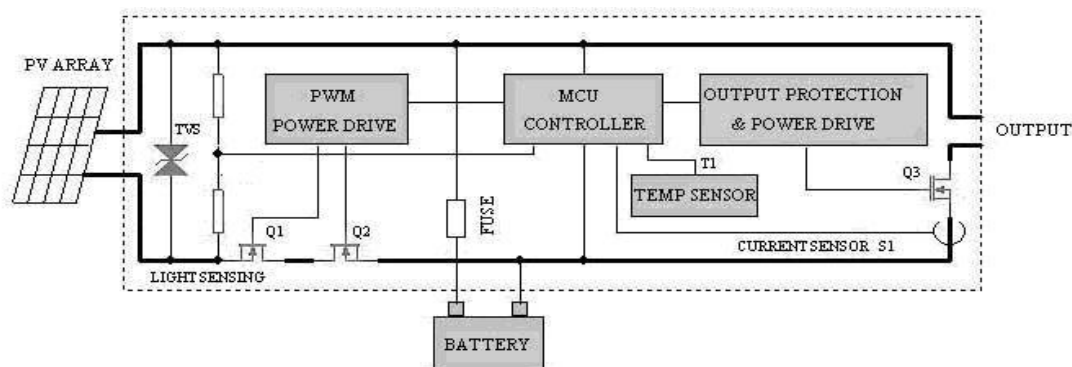 PV ARRAY
TVS
PWM
POWER DRIVE
MCU
CONTROLLER
OUTPUT PROTECTION
& POWER DRIVE
OUTPUT
T1
TEMP SENSOR
Q3
FUSE
Q1
Q2
CURRENTSENSOR S1
LIGHTSENSING
BATTERY